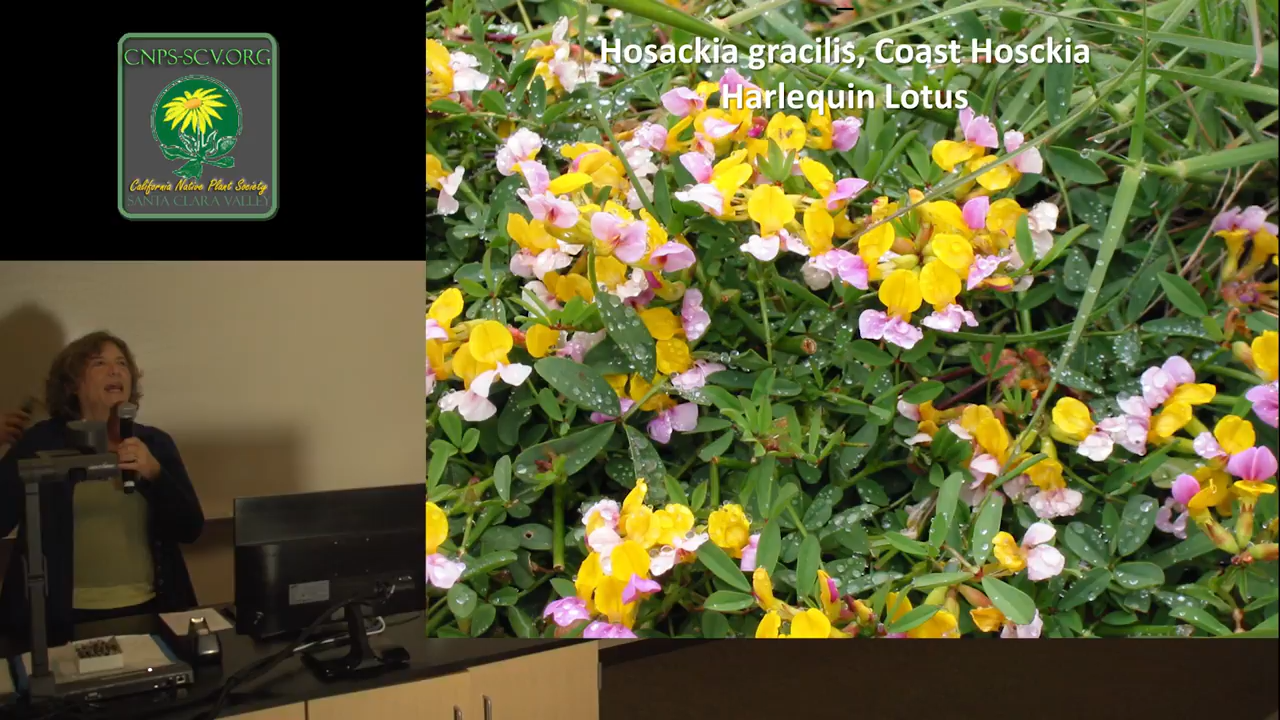 CNPS-SCV.ORG
California Native Plant Society
SANTA CLARA VALLEY
Hosackia gracilis, Coast Hosckia
Harlequin Lotus